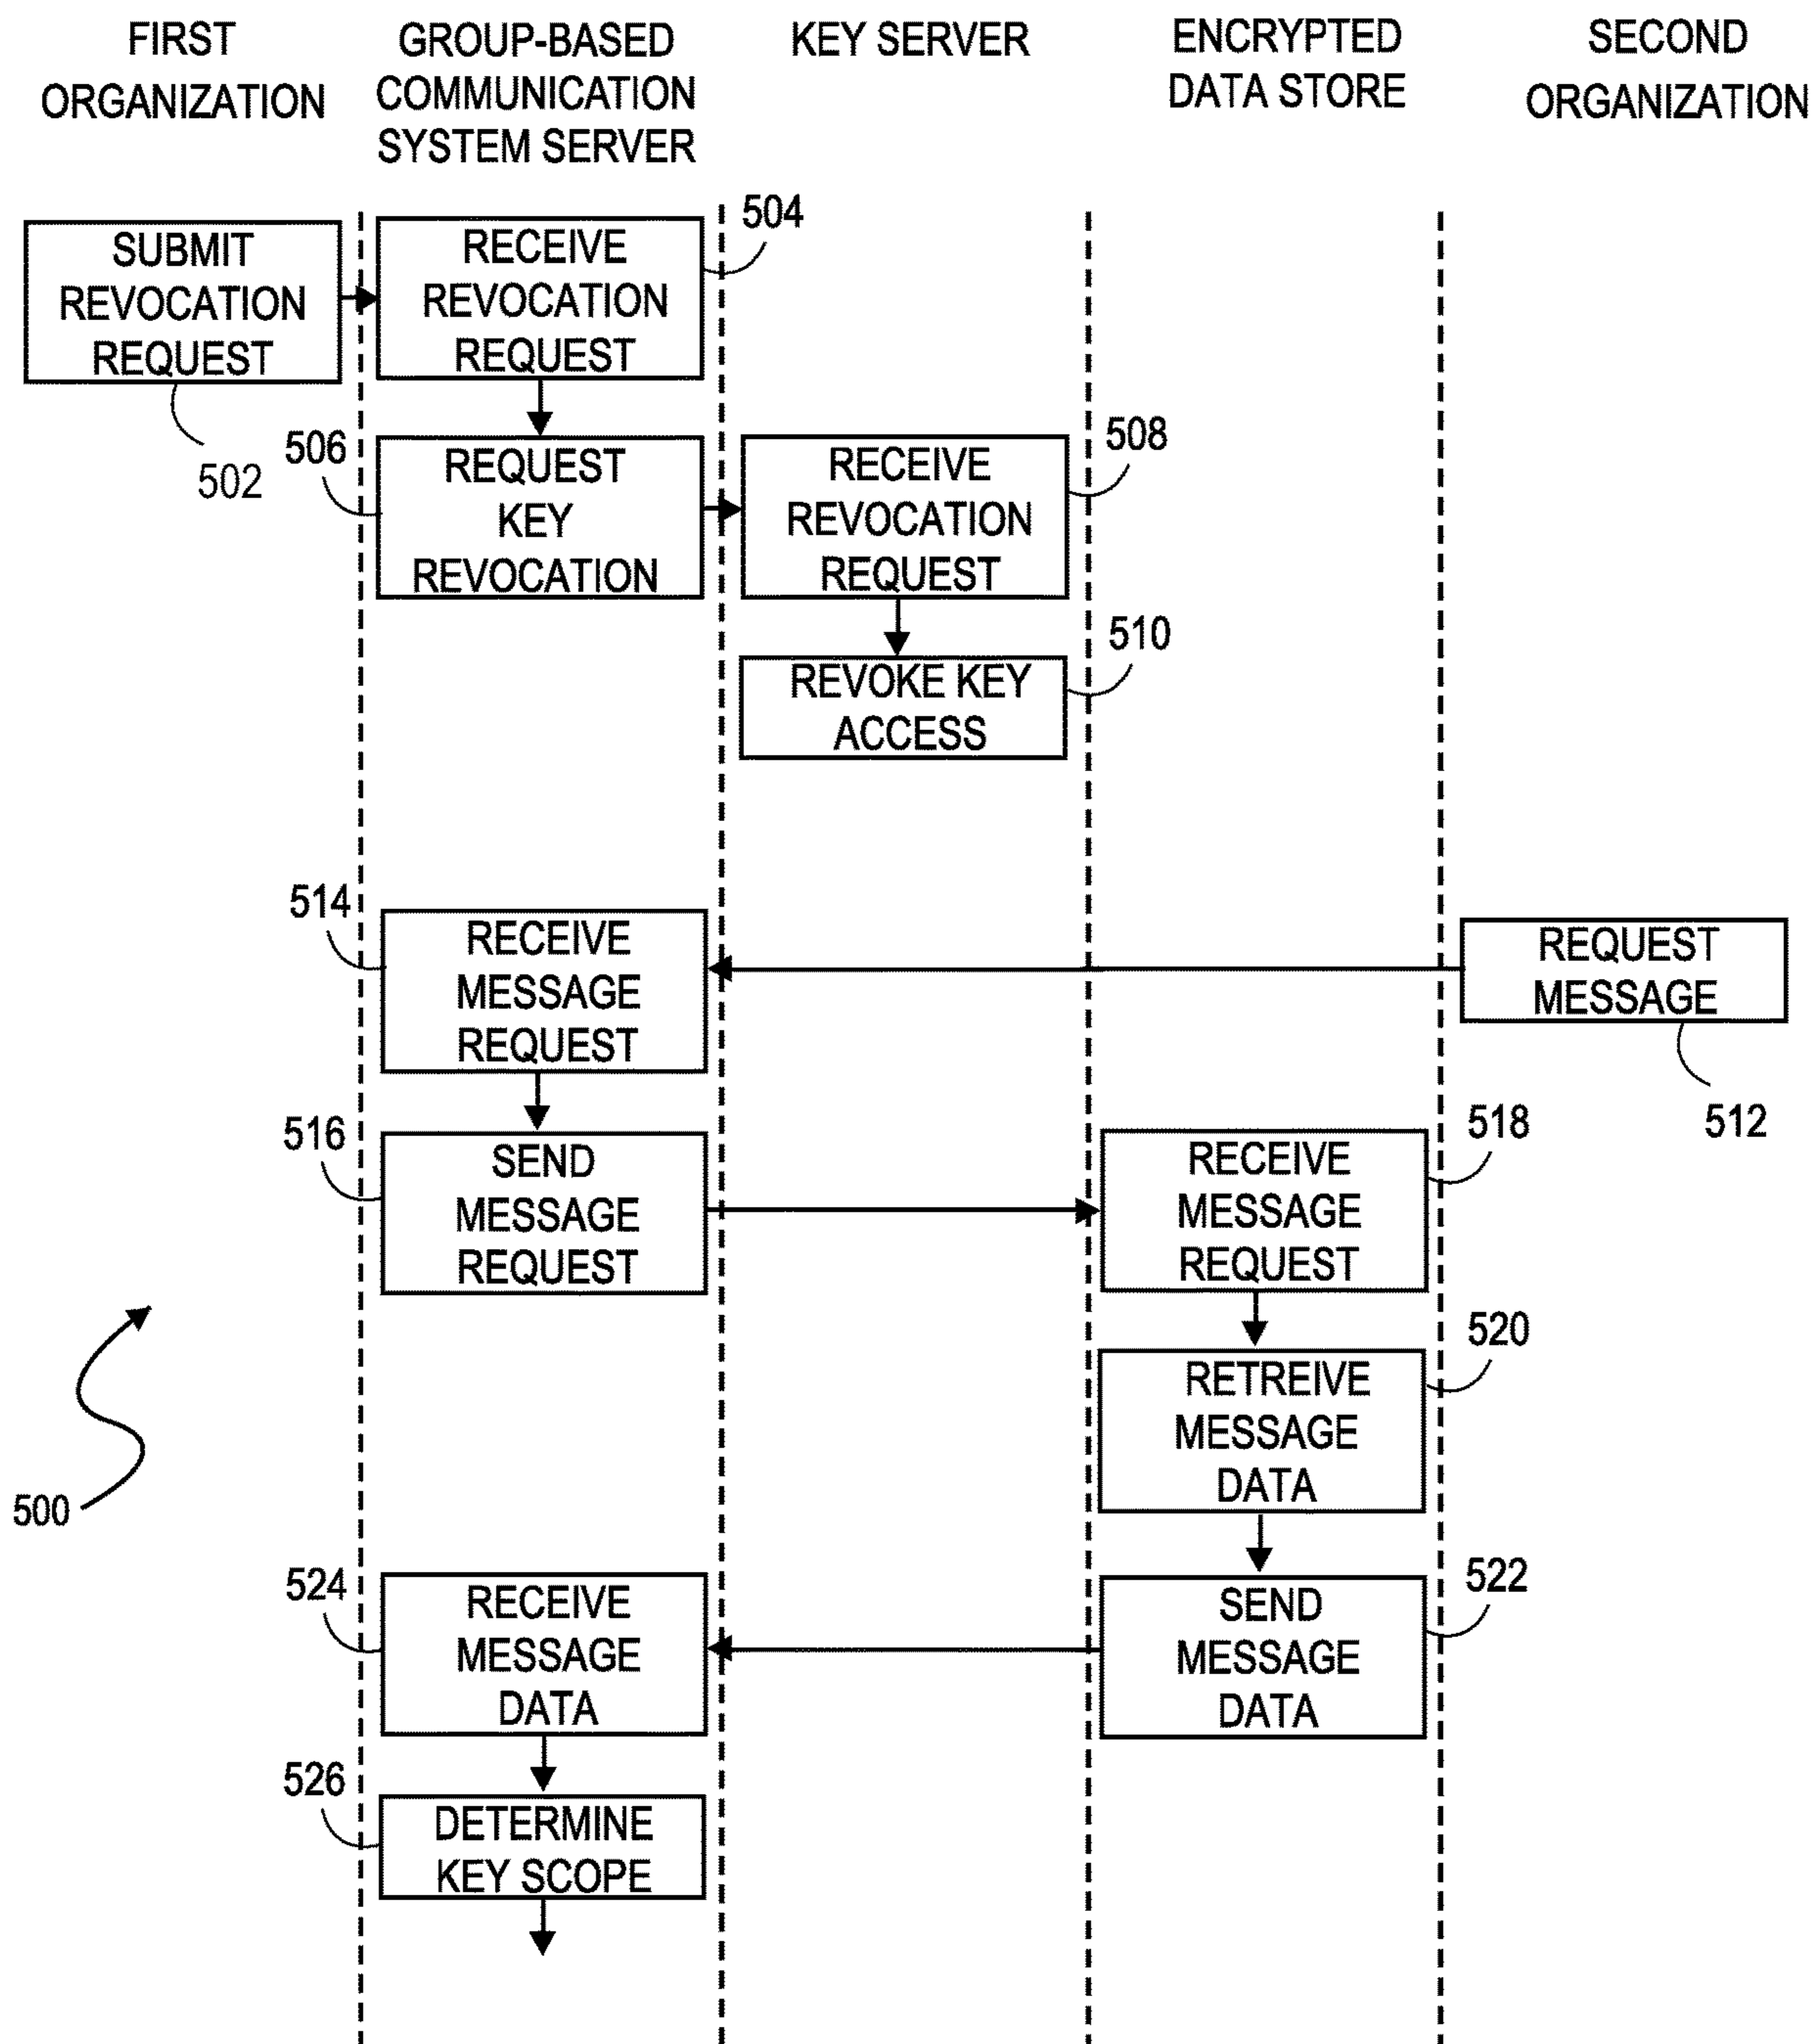 FIRST
ORGANIZATION
GROUP-BASED
COMMUNICATION
SYSTEM SERVER
KEY SERVER
ENCRYPTED
DATA STORE
SECOND
ORGANIZATION
SUBMIT
REVOCATION
REQUEST
502
RECEIVE
REVOCATION
REQUEST
504
506
REQUEST
KEY
REVOCATION
RECEIVE
REVOCATION
REQUEST
508
REVOKE KEY
ACCESS
510
REQUEST
MESSAGE
512
514
RECEIVE
MESSAGE
REQUEST
516
SEND
MESSAGE
REQUEST
RECEIVE
MESSAGE
REQUEST
518
RETREIVE
MESSAGE
DATA
520
SEND
MESSAGE
DATA
522
524
RECEIVE
MESSAGE
DATA
526
DETERMINE
KEY SCOPE
500